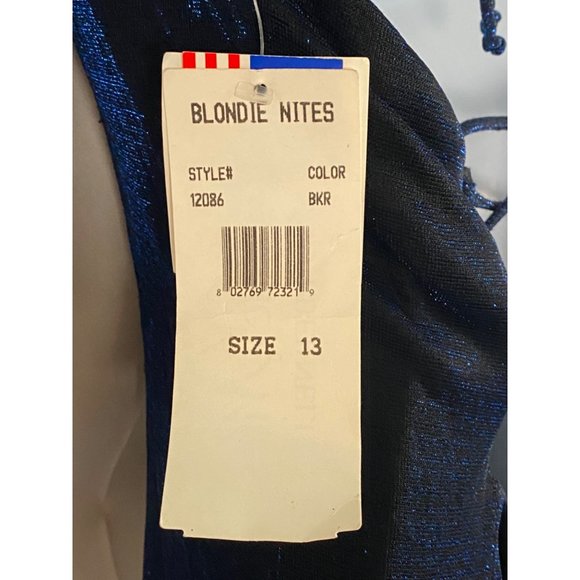 BLONDIE NITES
STYLE# COLOR
12086 BKR
8 02769 72321 9
SIZE 13